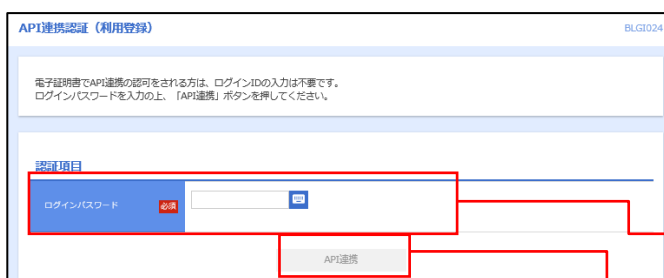 API連携認証（利用登録）
BLGI024
電子証明書でAPI連携の認可をされる方は、ログインIDの入力は不要です。
ログインパスワードを入力の上、「API連携」ボタンを押してください。
認証項目
ログインパスワード 必須
API連携